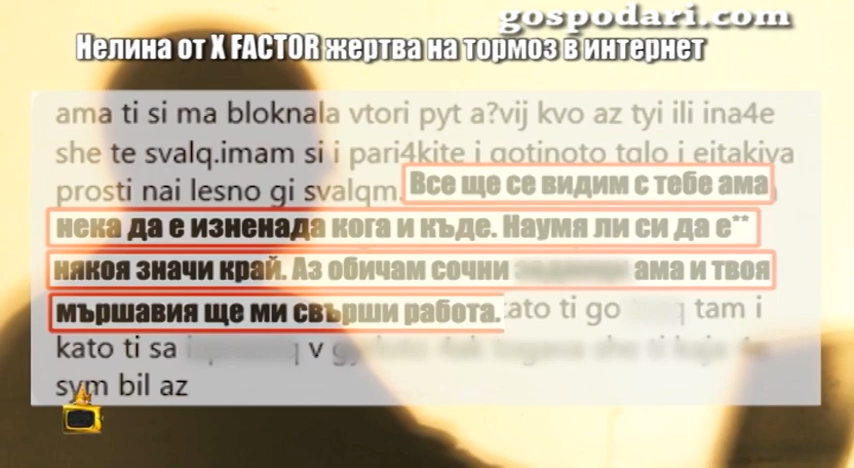 gospodari.com
Нелина от X FACTOR жертва на тормоз в интернет
ama ti si ma bloknala vtori pyt a?vij kvo az tyi ili ina4e
she te svalq.imam si i pari4kite i gotinoto tqlo i eitakiva
prosti nai lesno gi svalqm. Все ще се видим с тебе ама
нека да е изненада кога и къде. Наумя ли си да е**
някоя значи край. Аз обичам сочни ама и твоя
мършавия ще ми свърши работа. ato ti go tam i
kato ti sa v
sym bil az